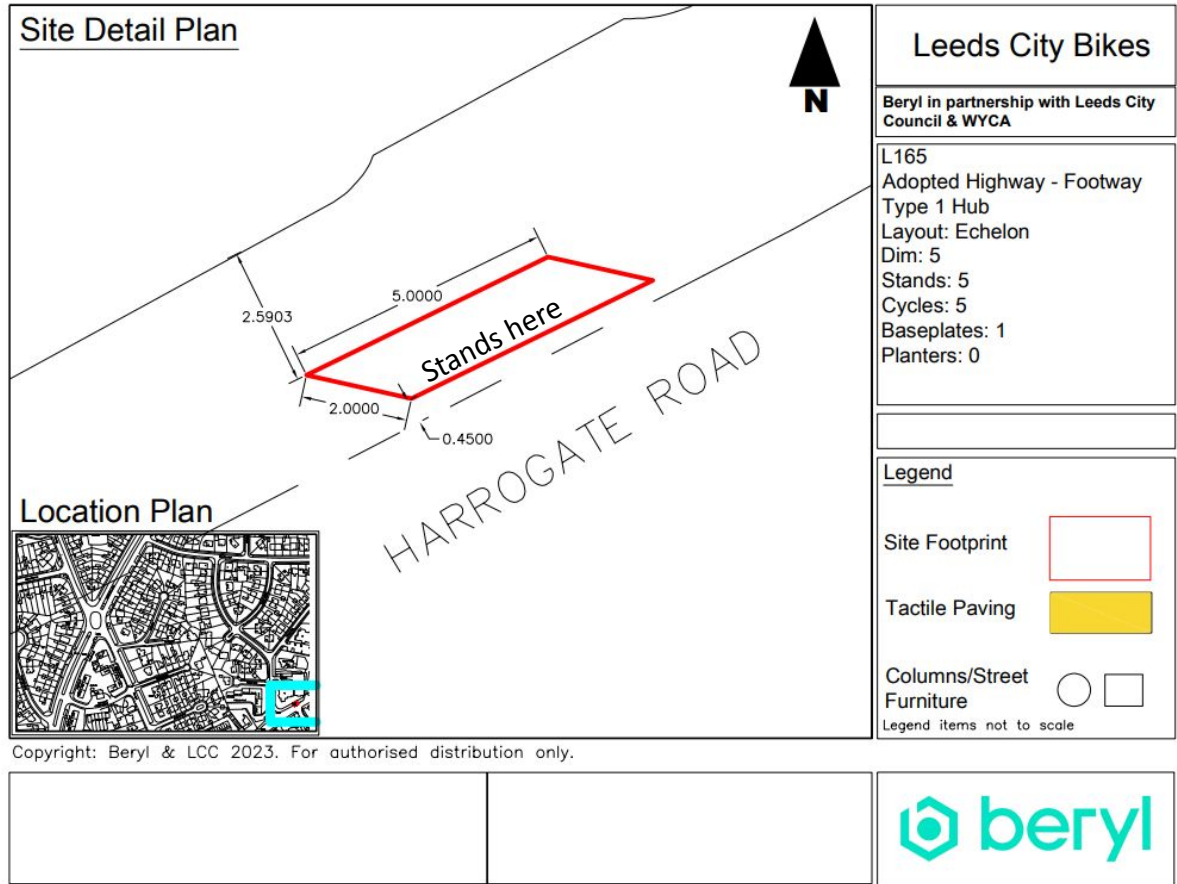 Site Detail Plan
N
5.0000
2.5903
Stands here
2.0000
0.4500
HARROGATE ROAD
Location Plan
Copyright: Beryl & LCC 2023. For authorised distribution only.
Leeds City Bikes
Beryl in partnership with Leeds City
Council & WYCA
L165
Adopted Highway - Footway
Type 1 Hub
Layout: Echelon
Dim: 5
Stands: 5
Cycles: 5
Baseplates: 1
Planters: 0
Legend
Site Footprint
Tactile Paving
Columns/Street
Furniture
Legend items not to scale
beryl